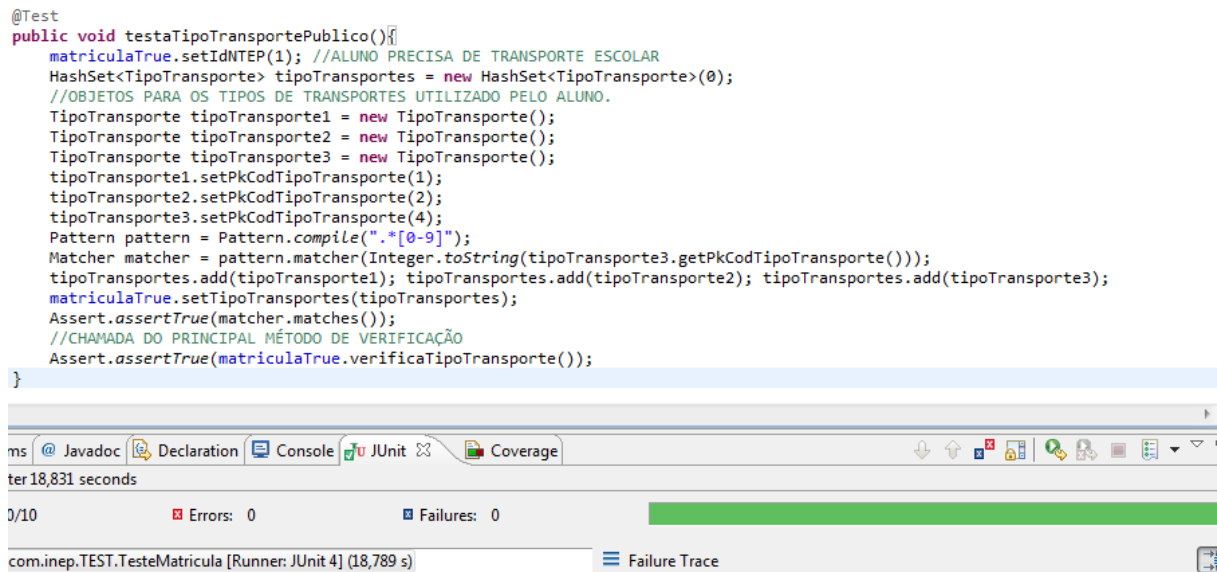 @Test
public void testaTipoTransportePublico(){
matriculaTrue.setIdNTEP(1); //ALUNO PRECISA DE TRANSPORTE ESCOLAR
HashSet<TipoTransporte> tipoTransportes = new HashSet<TipoTransporte>(0);
//OBJETOS PARA OS TIPOS DE TRANSPORTES UTILIZADO PELO ALUNO.
TipoTransporte tipoTransporte1 = new TipoTransporte();
TipoTransporte tipoTransporte2 = new TipoTransporte();
TipoTransporte tipoTransporte3 = new TipoTransporte();
tipoTransporte1.setPkCodTipoTransporte(1);
tipoTransporte2.setPkCodTipoTransporte(2);
tipoTransporte3.setPkCodTipoTransporte(4);
Pattern pattern = Pattern.compile(".*[0-9]");
Matcher matcher = pattern.matcher(Integer.toString(tipoTransporte3.getPkCodTipoTransporte()));
tipoTransportes.add(tipoTransporte1); tipoTransportes.add(tipoTransporte2); tipoTransportes.add(tipoTransporte3);
matriculaTrue.setTipoTransportes(tipoTransportes);
Assert.assertTrue(matcher.matches());
//CHAMADA DO PRINCIPAL MÉTODO DE VERIFICAÇÃO
Assert.assertTrue(matriculaTrue.verificaTipoTransporte());
}
ms @ Javadoc Declaration Console JUnit Coverage
ter 18,831 seconds
0/10 Errors: 0 Failures: 0
com.inep.TEST.TesteMatricula [Runner: JUnit 4] (18,789 s) Failure Trace